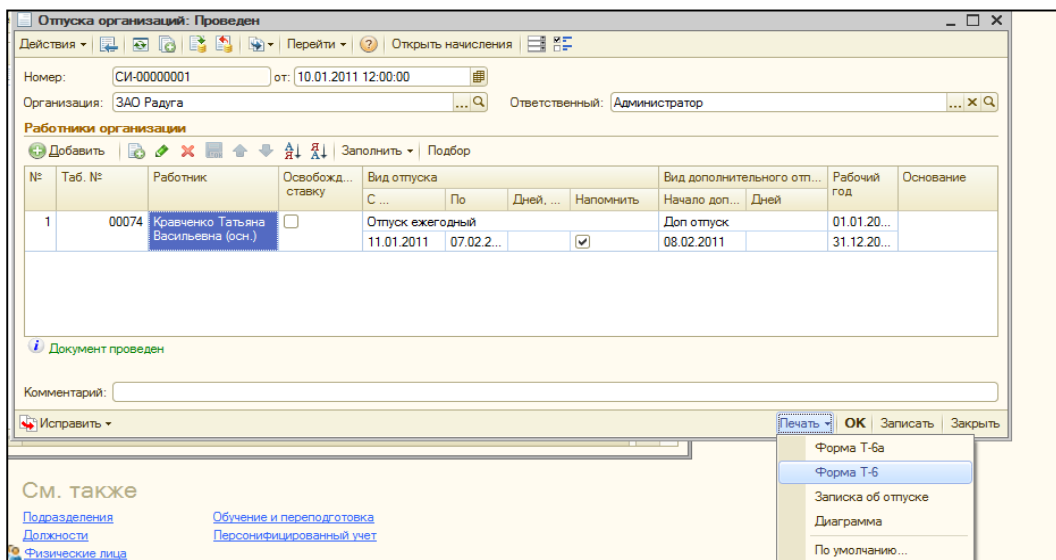 Отпуска организаций: Проведен
Действия Перейти Открыть начисления
Номер: СИ-00000001 от: 10.01.2011 12:00:00
Организация: ЗАО Радуга ... Ответственный: Администратор ...
Работники организации
Добавить Заполнить Подбор
№ Таб. № Работник Освобожд... ставку Вид отпуска Вид дополнительного отп... Рабочий год Основание
С ... По Дней, ... Напомнить Начало доп... Дней
1 00074 Кравченко Татьяна Отпуск ежегодный Доп отпуск 01.01.20...
Васильевна (осн.) 11.01.2011 07.02.2... 08.02.2011 31.12.20...
Документ проведен
Комментарий:
Исправить Печать OK Записать Закрыть
Форма Т-6а
Форма Т-6
Записка об отпуске
Диаграмма
По умолчанию...
См. также
Подразделения Обучение и переподготовка
Должности Персонифицированный учет
Физические лица